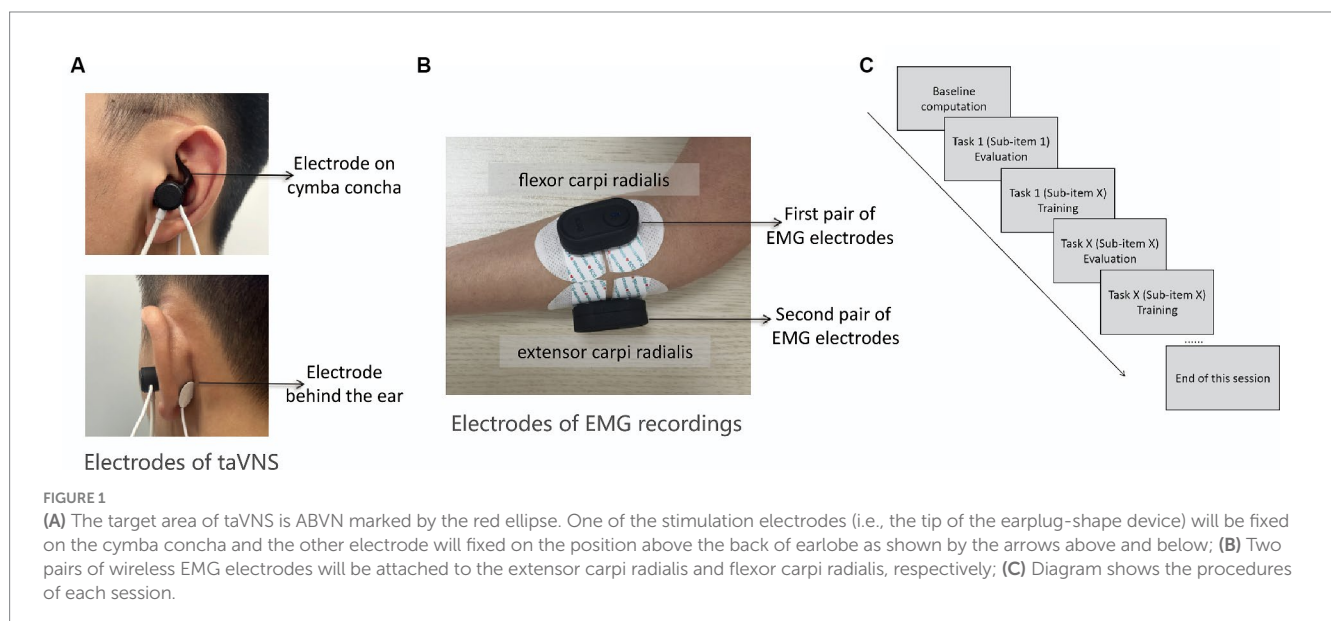 A
Electrode on
cymba concha
Electrode
behind the ear
Electrodes of taVNS
B
flexor carpi radialis
First pair of
EMG electrodes
Second pair of
EMG electrodes
extensor carpi radialis
Electrodes of EMG recordings
C
Baseline
computation
Task 1 (Sub-item 1)
Evaluation
Task 1 (Sub-item X)
Training
Task X (Sub-item X)
Evaluation
Task X (Sub-item X)
Training
......
End of this session
FIGURE 1
(A) The target area of taVNS is ABVN marked by the red ellipse. One of the stimulation electrodes (i.e., the tip of the earplug-shape device) will be fixed
on the cymba concha and the other electrode will fixed on the position above the back of earlobe as shown by the arrows above and below; (B) Two
pairs of wireless EMG electrodes will be attached to the extensor carpi radialis and flexor carpi radialis, respectively; (C) Diagram shows the procedures
of each session.